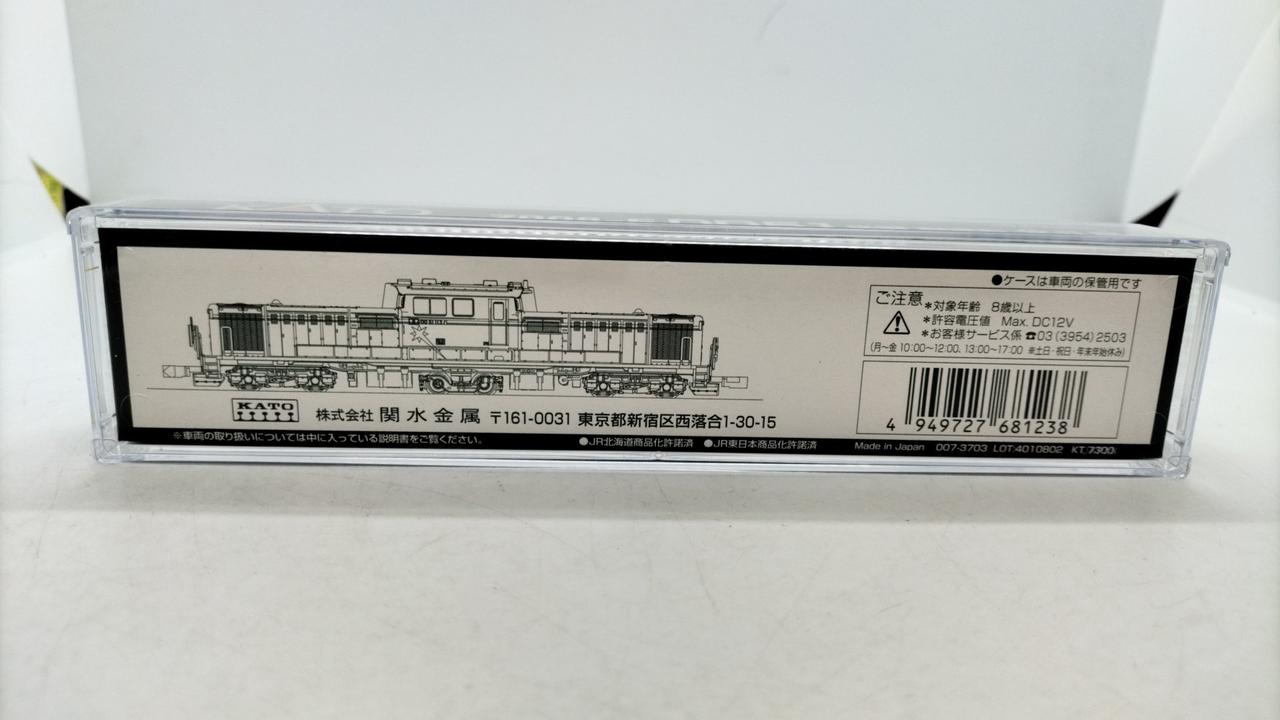 ●ケースは車両の保管用です
ご注意
*対象年齢 8歳以上
*許容電圧値 Max. DC12V
*お客様サービス係 ☎03(3954)2503
(月〜金 10:00〜12:00、13:00〜17:00 ※土日・祝日・年末年始休み)
4 949727 681238
KATO
株式会社 関水金属 〒161-0031 東京都新宿区西落合1-30-15
※車両の取り扱いについては中に入っている説明書をご覧ください。
●JR北海道商品化許諾済 ●JR東日本商品化許諾済
Made in Japan 007-3703 LOT:4010802 KT 7300